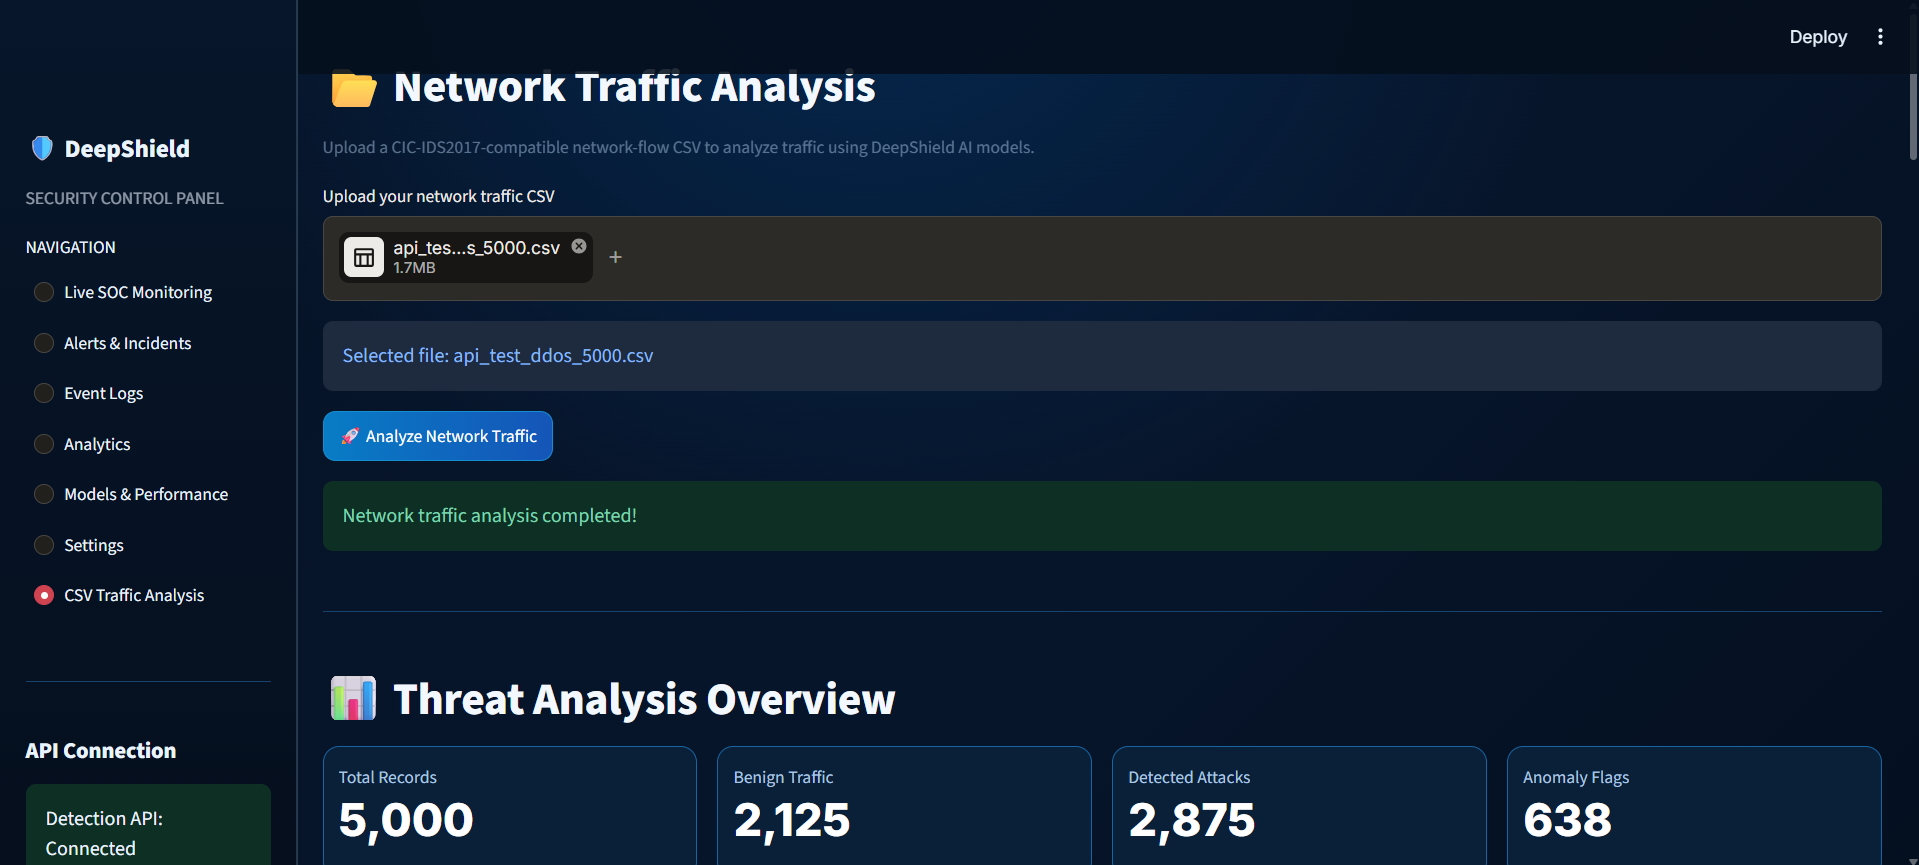 Deploy
DeepShield
SECURITY CONTROL PANEL
NAVIGATION
Live SOC Monitoring
Alerts & Incidents
Event Logs
Analytics
Models & Performance
Settings
CSV Traffic Analysis
API Connection
Detection API:
Connected
Network Traffic Analysis
Upload a CIC-IDS2017-compatible network-flow CSV to analyze traffic using DeepShield AI models.
Upload your network traffic CSV
api_tes...s_5000.csv
1.7MB
Selected file: api_test_ddos_5000.csv
Analyze Network Traffic
Network traffic analysis completed!
Threat Analysis Overview
Total Records
5,000
Benign Traffic
2,125
Detected Attacks
2,875
Anomaly Flags
638